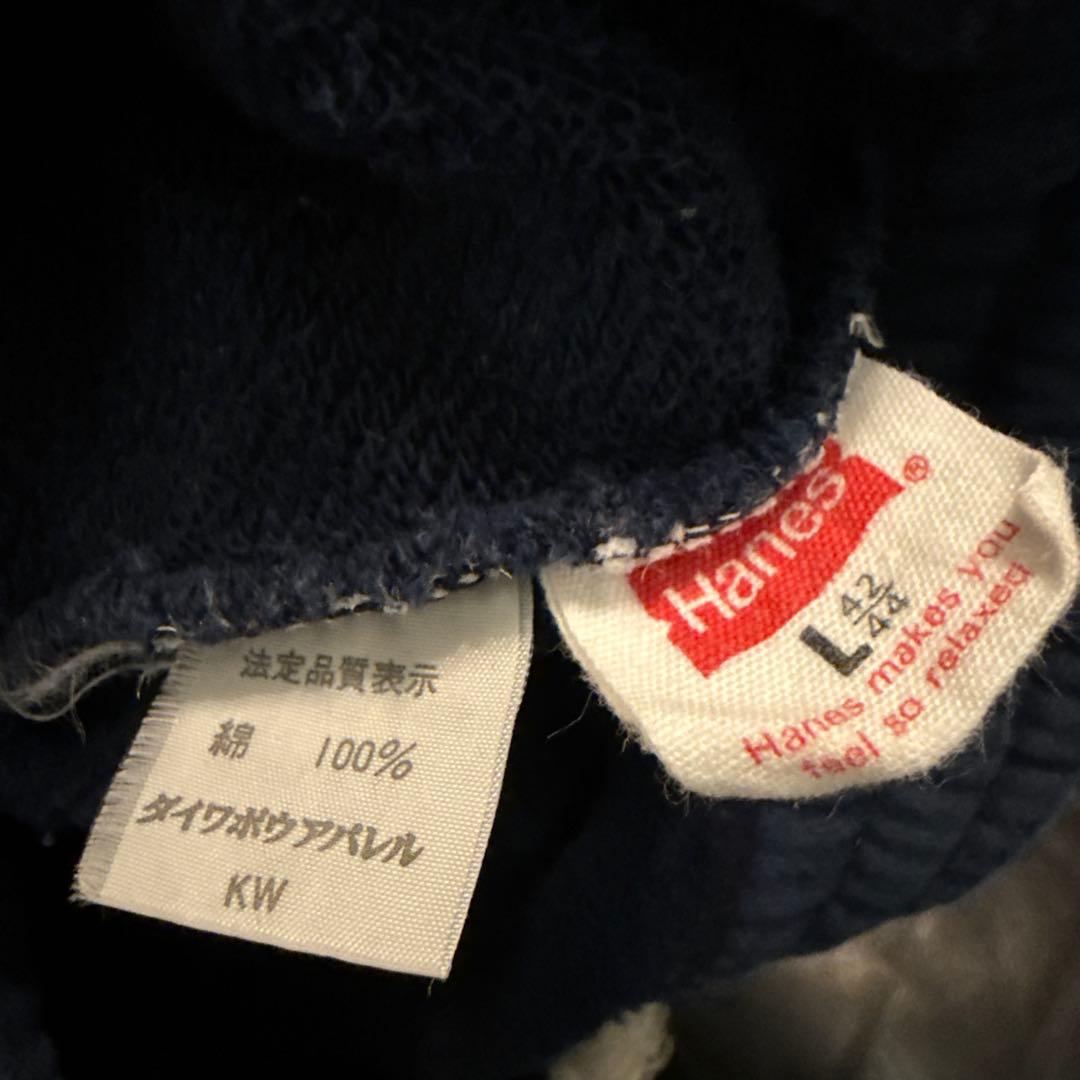 法定品質表示
綿 100%
ダイワボウアパレル
KW
Hanes®
L 42/44
Hanes makes you
feel so relaxed